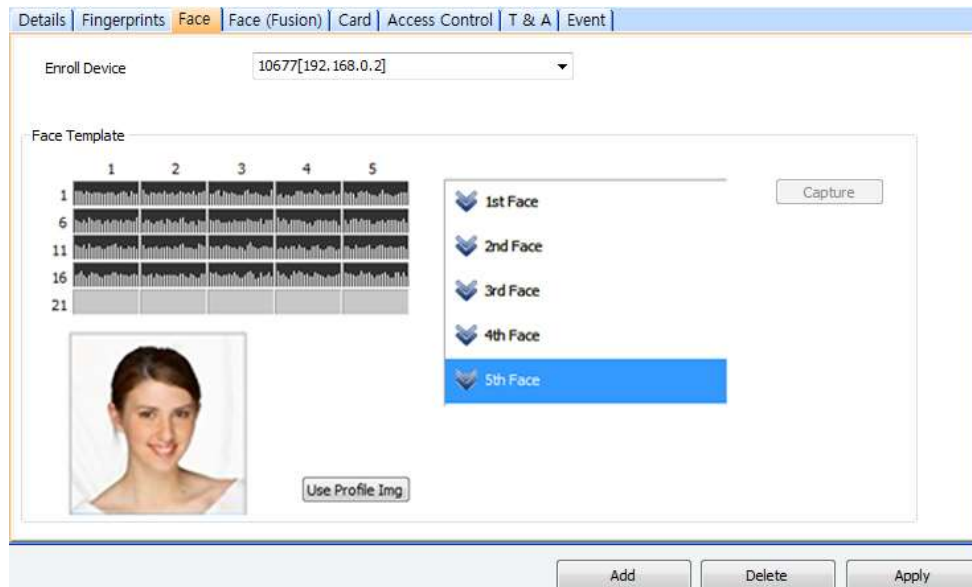 Details Fingerprints Face Face (Fusion) Card Access Control T & A Event
Enroll Device 10677[192.168.0.2]
Face Template
1 2 3 4 5
1
6
11
16
21
1st Face
2nd Face
3rd Face
4th Face
5th Face
Capture
Use Profile Img
Add Delete Apply